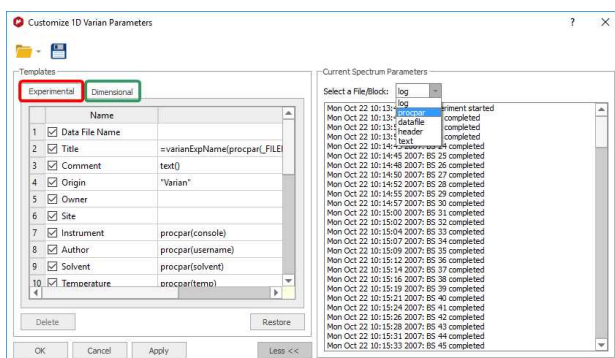 Customize 1D Varian Parameters
? X
Templates
Experimental Dimensional
Name
1 Data File Name
2 Title =varianExpName(procpar(_FILE
3 Comment text()
4 Origin "Varian"
5 Owner
6 Site
7 Instrument procpar(console)
8 Author procpar(username)
9 Solvent procpar(solvent)
10 Temperature procpar(temp)
Delete Restore
OK Cancel Apply Less <<
Current Spectrum Parameters
Select a File/Block: log
log
procpar
datafile
header
text
Mon Oct 22 10:13: eriment started
Mon Oct 22 10:13: completed
Mon Oct 22 10:13: completed
Mon Oct 22 10:13: completed
Mon Oct 22 2007: BS 24 completed
Mon Oct 22 10:14:45 2007: BS 25 completed
Mon Oct 22 10:14:48 2007: BS 26 completed
Mon Oct 22 10:14:50 2007: BS 27 completed
Mon Oct 22 10:14:52 2007: BS 28 completed
Mon Oct 22 10:14:55 2007: BS 29 completed
Mon Oct 22 10:14:57 2007: BS 30 completed
Mon Oct 22 10:15:00 2007: BS 31 completed
Mon Oct 22 10:15:02 2007: BS 32 completed
Mon Oct 22 10:15:04 2007: BS 33 completed
Mon Oct 22 10:15:07 2007: BS 34 completed
Mon Oct 22 10:15:09 2007: BS 35 completed
Mon Oct 22 10:15:12 2007: BS 36 completed
Mon Oct 22 10:15:14 2007: BS 37 completed
Mon Oct 22 10:15:16 2007: BS 38 completed
Mon Oct 22 10:15:19 2007: BS 39 completed
Mon Oct 22 10:15:21 2007: BS 40 completed
Mon Oct 22 10:15:24 2007: BS 41 completed
Mon Oct 22 10:15:26 2007: BS 42 completed
Mon Oct 22 10:15:28 2007: BS 43 completed
Mon Oct 22 10:15:31 2007: BS 44 completed
Mon Oct 22 10:15:33 2007: BS 45 completed